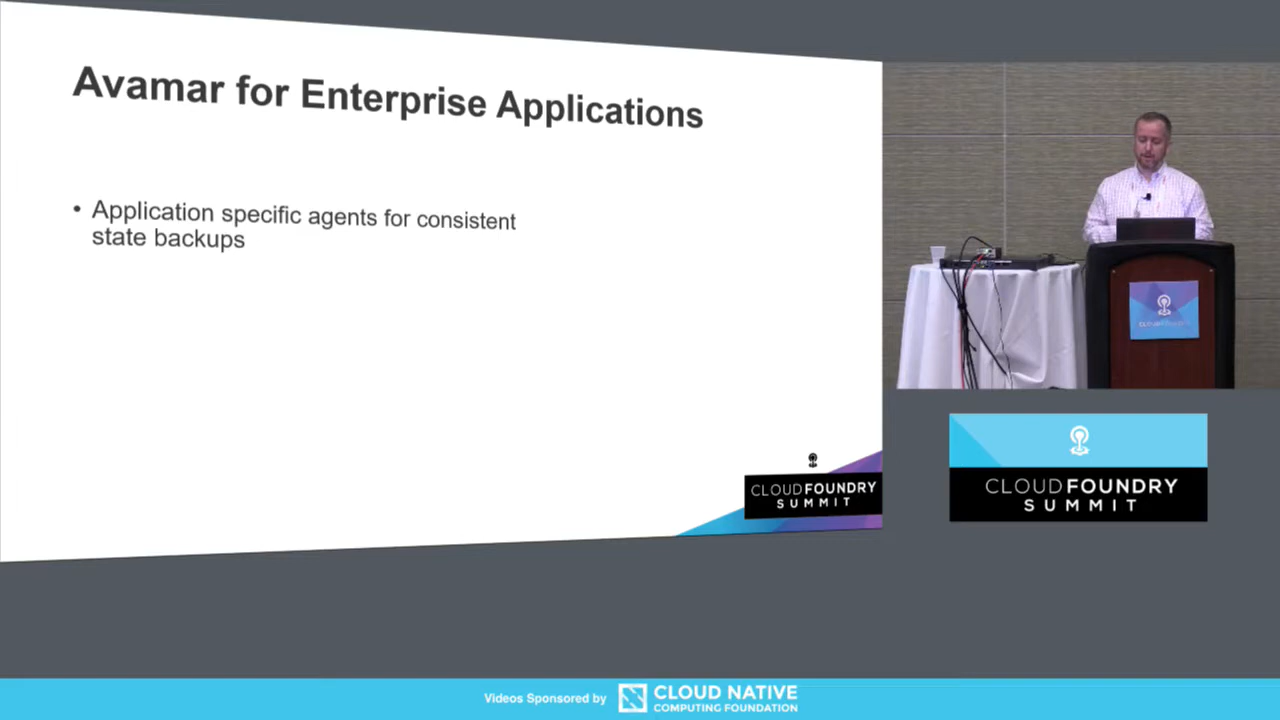 Avamar for Enterprise Applications
• Application specific agents for consistent
state backups
CLOUDFOUNDRY
SUMMIT
CLOUDFOUNDRY
SUMMIT
Videos Sponsored by
CLOUD NATIVE
COMPUTING FOUNDATION